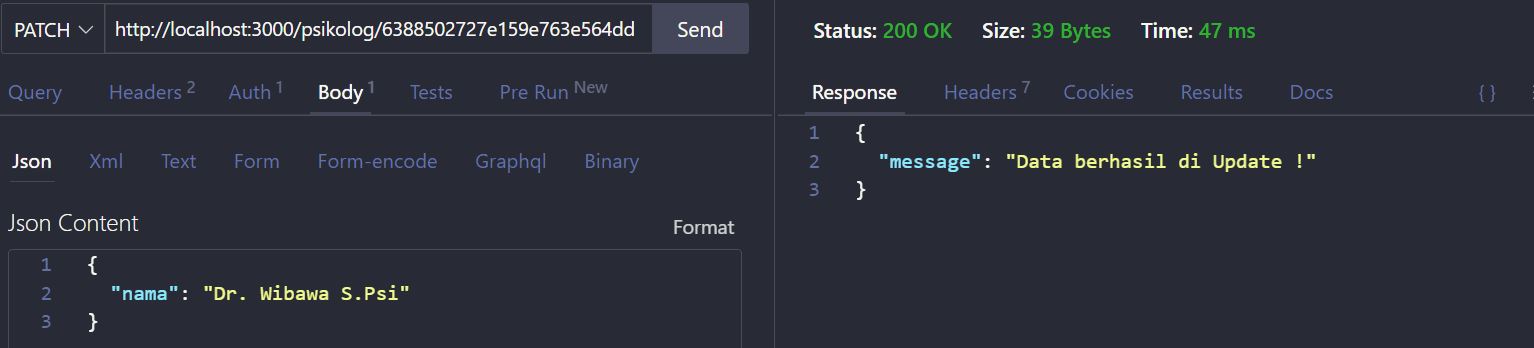 PATCH http://localhost:3000/psikolog/6388502727e159e763e564dd Send
Query Headers 2 Auth 1 Body 1 Tests Pre Run New
Json Xml Text Form Form-encode Graphql Binary
Json Content Format
1 {
2 "nama": "Dr. Wibawa S.Psi"
3 }
Status: 200 OK Size: 39 Bytes Time: 47 ms
Response Headers 7 Cookies Results Docs { }
1 {
2 "message": "Data berhasil di Update !"
3 }